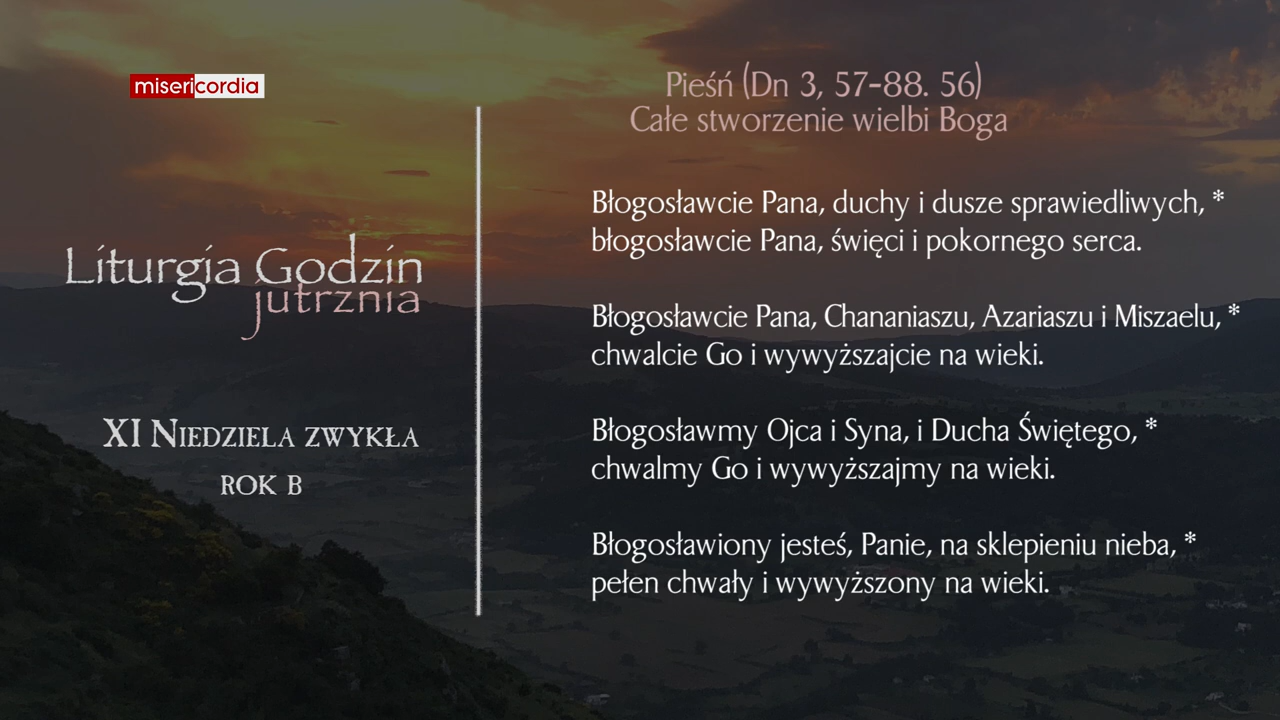 misericordia
Liturgia Godzin
jutrznia
XI Niedziela zwykła
rok B
Pieśń (Dn 3, 57-88. 56)
Całe stworzenie wielbi Boga
Błogosławcie Pana, duchy i dusze sprawiedliwych, *
błogosławcie Pana, święci i pokornego serca.
Błogosławcie Pana, Chananiaszu, Azariaszu i Miszaelu, *
chwalcie Go i wywyższajcie na wieki.
Błogosławmy Ojca i Syna, i Ducha Świętego, *
chwalmy Go i wywyższajmy na wieki.
Błogosławiony jesteś, Panie, na sklepieniu nieba, *
pełen chwały i wywyższony na wieki.